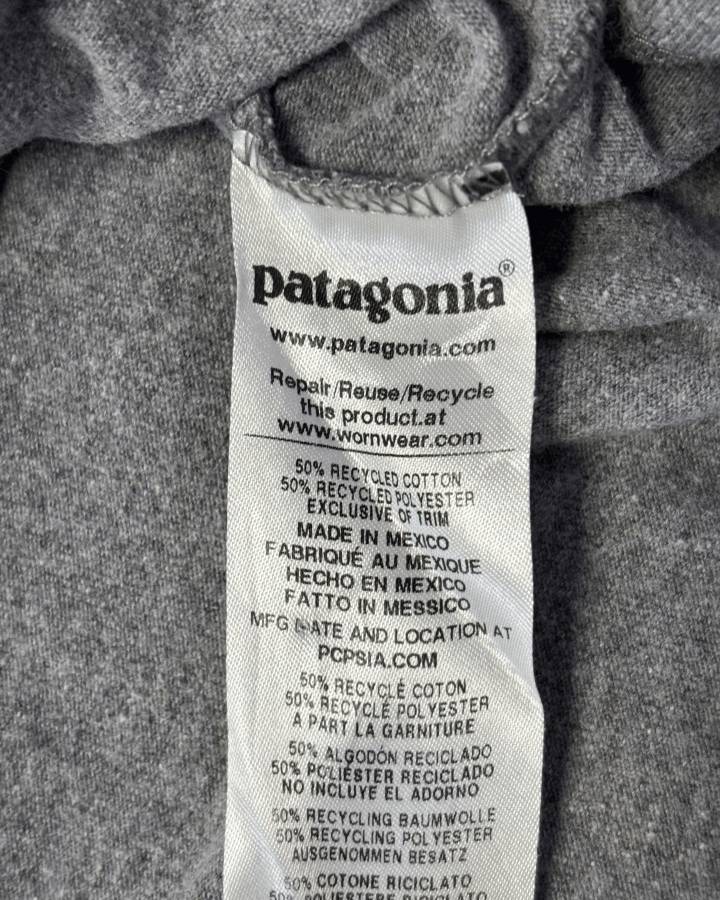 patagonia®
www.patagonia.com
Repair/Reuse/Recycle
this product.at
www.wornwear.com
50% RECYCLED COTTON
50% RECYCLED POLYESTER
EXCLUSIVE OF TRIM
MADE IN MEXICO
FABRIQUÉ AU MEXIQUE
HECHO EN MEXICO
FATTO IN MESSICO
MFG DATE AND LOCATION AT
PCPSIA.COM
50% RECYCLÉ COTON
50% RECYCLÉ POLYESTER
A PART LA GARNITURE
50% ALGODÓN RECICLADO
50% POLIÉSTER RECICLADO
NO INCLUYE EL ADORNO
50% RECYCLING BAUMWOLLE
50% RECYCLING POLYESTER
AUSGENOMMEN BESATZ
50% COTONE RICICLATO
50% POLIESTERE RICICLATO